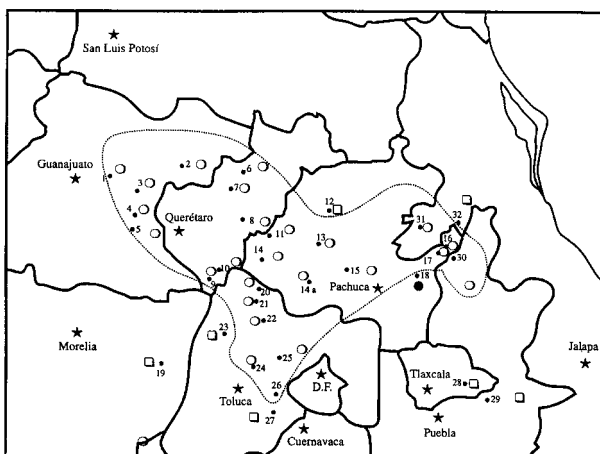 San Luis Potosí
Guanajuato
1
2
3
4
5
6
7
8
Querétaro
9
10
11
12
13
14
14a
15
Pachuca
16
17
18
30
31
32
20
21
22
23
24
25
26
27
Morelia
19
Toluca
D.F.
Cuernavaca
Tlaxcala
28
29
Puebla
Jalapa